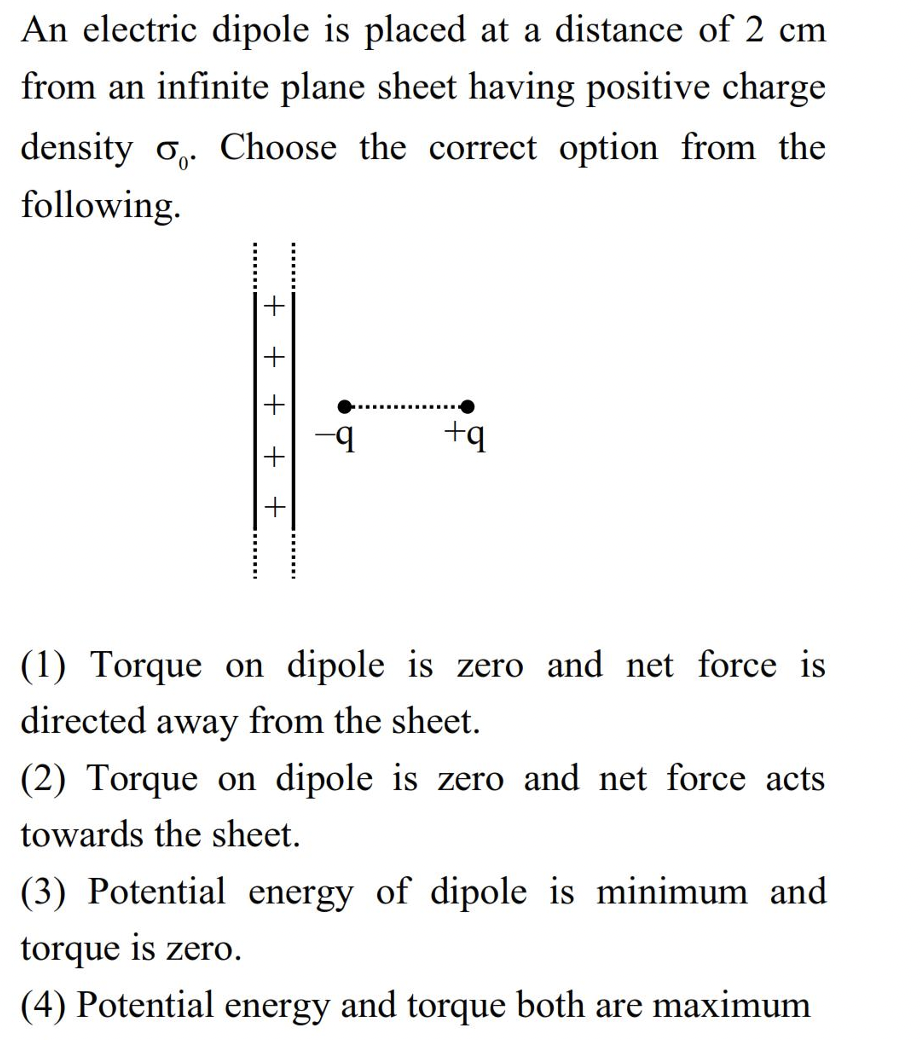 An electric dipole is placed at a distance of 2 cm
from an infinite plane sheet having positive charge
density σ₀. Choose the correct option from the
following.
+
+
+
+
+
–q +q
(1) Torque on dipole is zero and net force is
directed away from the sheet.
(2) Torque on dipole is zero and net force acts
towards the sheet.
(3) Potential energy of dipole is minimum and
torque is zero.
(4) Potential energy and torque both are maximum